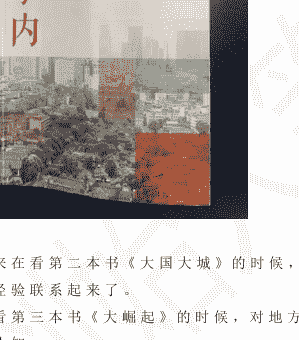 内
来在看第二本书《大国大城》的时候，
经验联系起来了。
看第三本书《大崛起》的时候，对地方